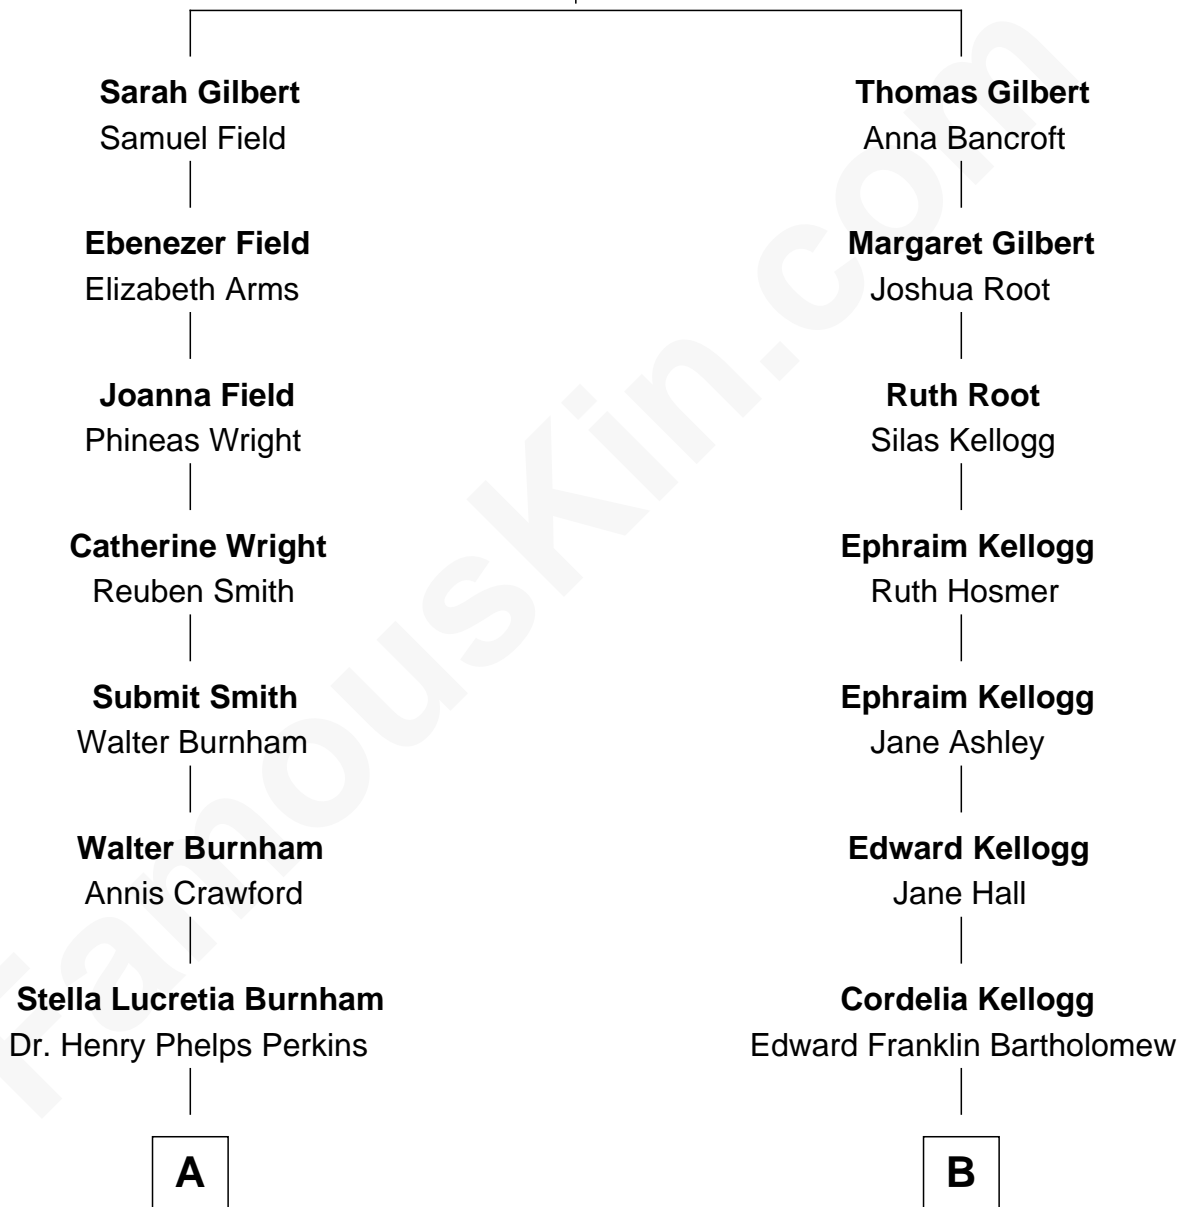 Sarah Gilbert
Samuel Field
Ebenezer Field
Elizabeth Arms
Joanna Field
Phineas Wright
Catherine Wright
Reuben Smith
Submit Smith
Walter Burnham
Walter Burnham
Annis Crawford
Stella Lucretia Burnham
Dr. Henry Phelps Perkins
A
Thomas Gilbert
Anna Bancroft
Margaret Gilbert
Joshua Root
Ruth Root
Silas Kellogg
Ephraim Kellogg
Ruth Hosmer
Ephraim Kellogg
Jane Ashley
Edward Kellogg
Jane Hall
Cordelia Kellogg
Edward Franklin Bartholomew
B
FamousKin.com